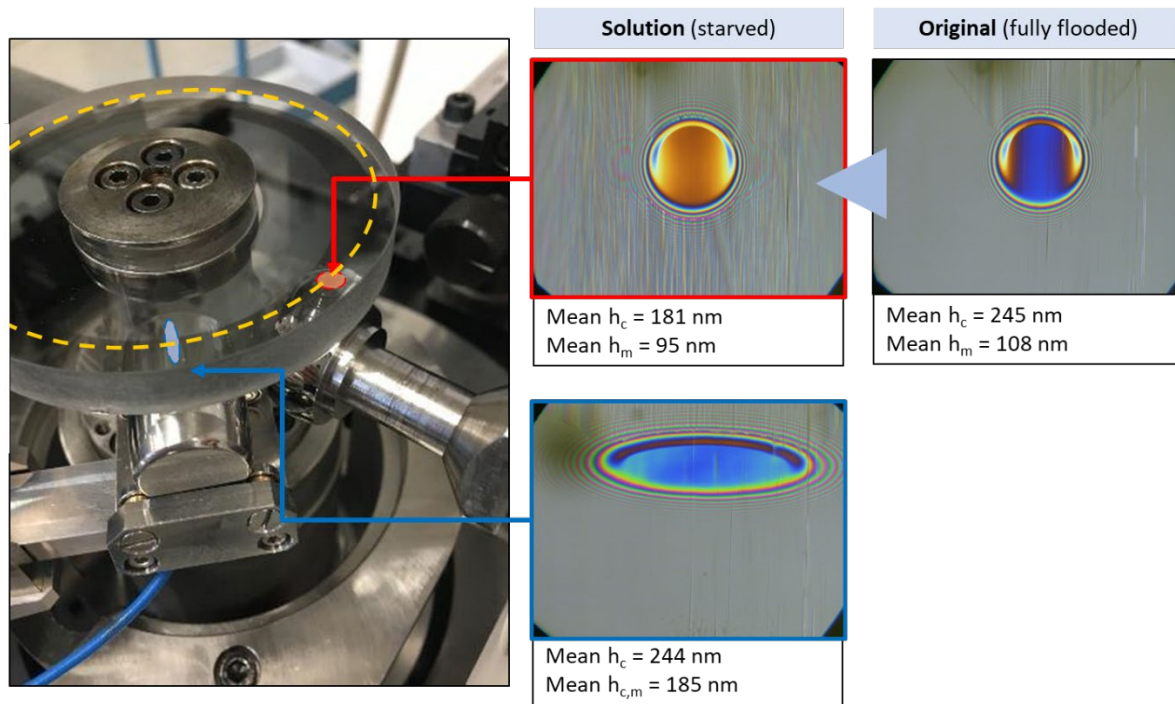 Solution (starved)
Original (fully flooded)
Mean h_c = 181 nm
Mean h_m = 95 nm
Mean h_c = 245 nm
Mean h_m = 108 nm
Mean h_c = 244 nm
Mean h_c,m = 185 nm